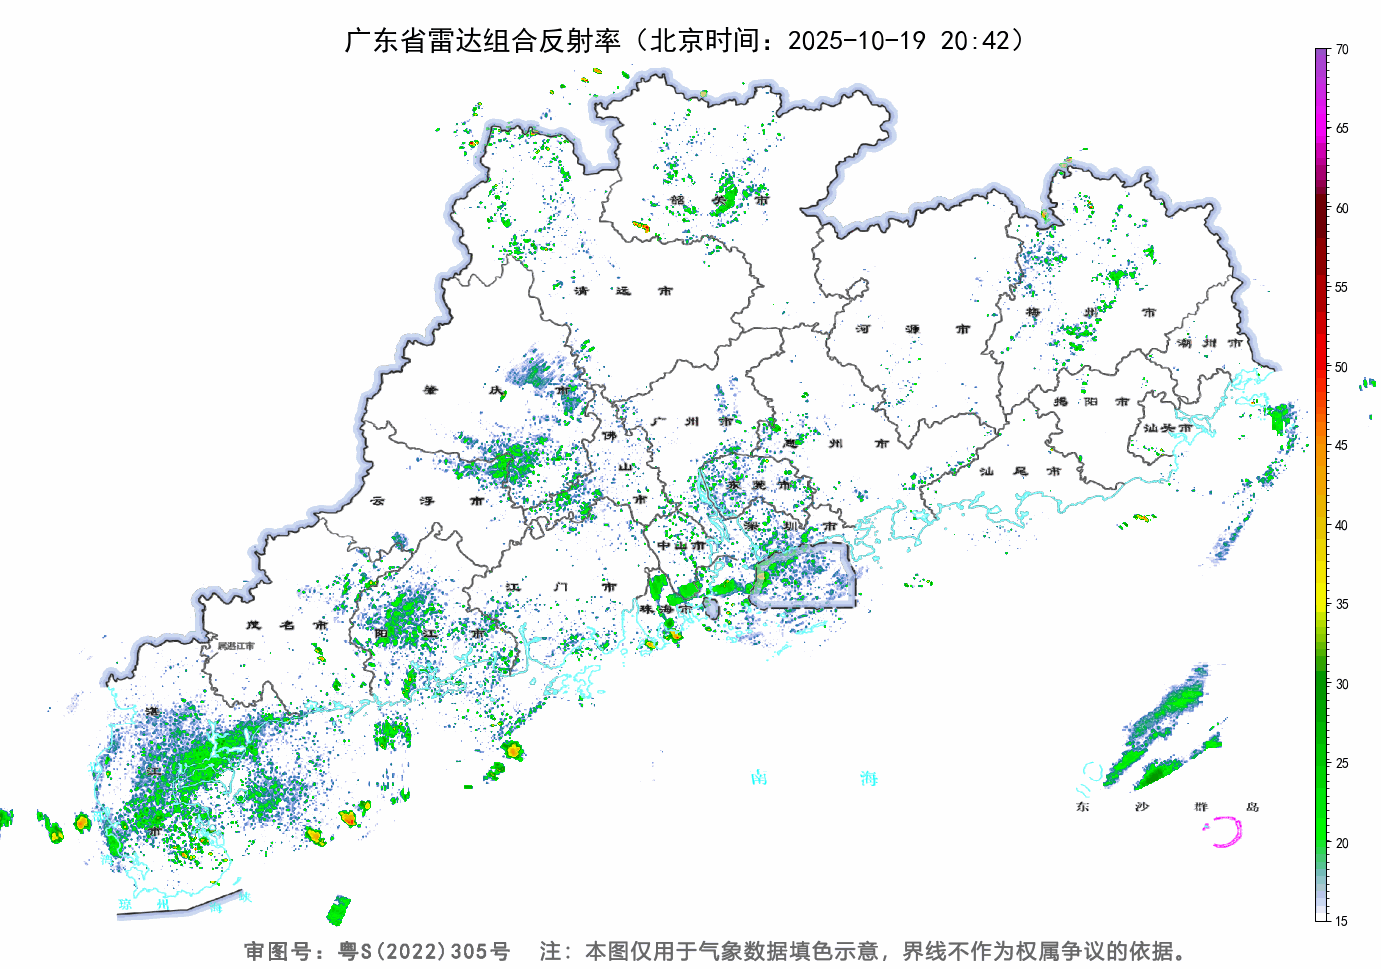 广东省雷达组合反射率（北京时间：2025-10-19 20:42）
70
65
60
55
50
45
40
35
30
25
20
15
韶 关 市
清 远 市
河 源 市
梅 州 市
潮 州 市
肇 庆 市
广 州 市
佛 山 市
惠 州 市
揭 阳 市
汕头市
汕 尾 市
东 莞 市
云 浮 市
深 圳 市
中山市
江 门 市
珠海市
茂 名 市
阳 江 市
属湛江市
湛 江 市
南 海
东 沙 群 岛
琼 州 海 峡
审图号：粤S(2022)305号 注：本图仅用于气象数据填色示意，界线不作为权属争议的依据。